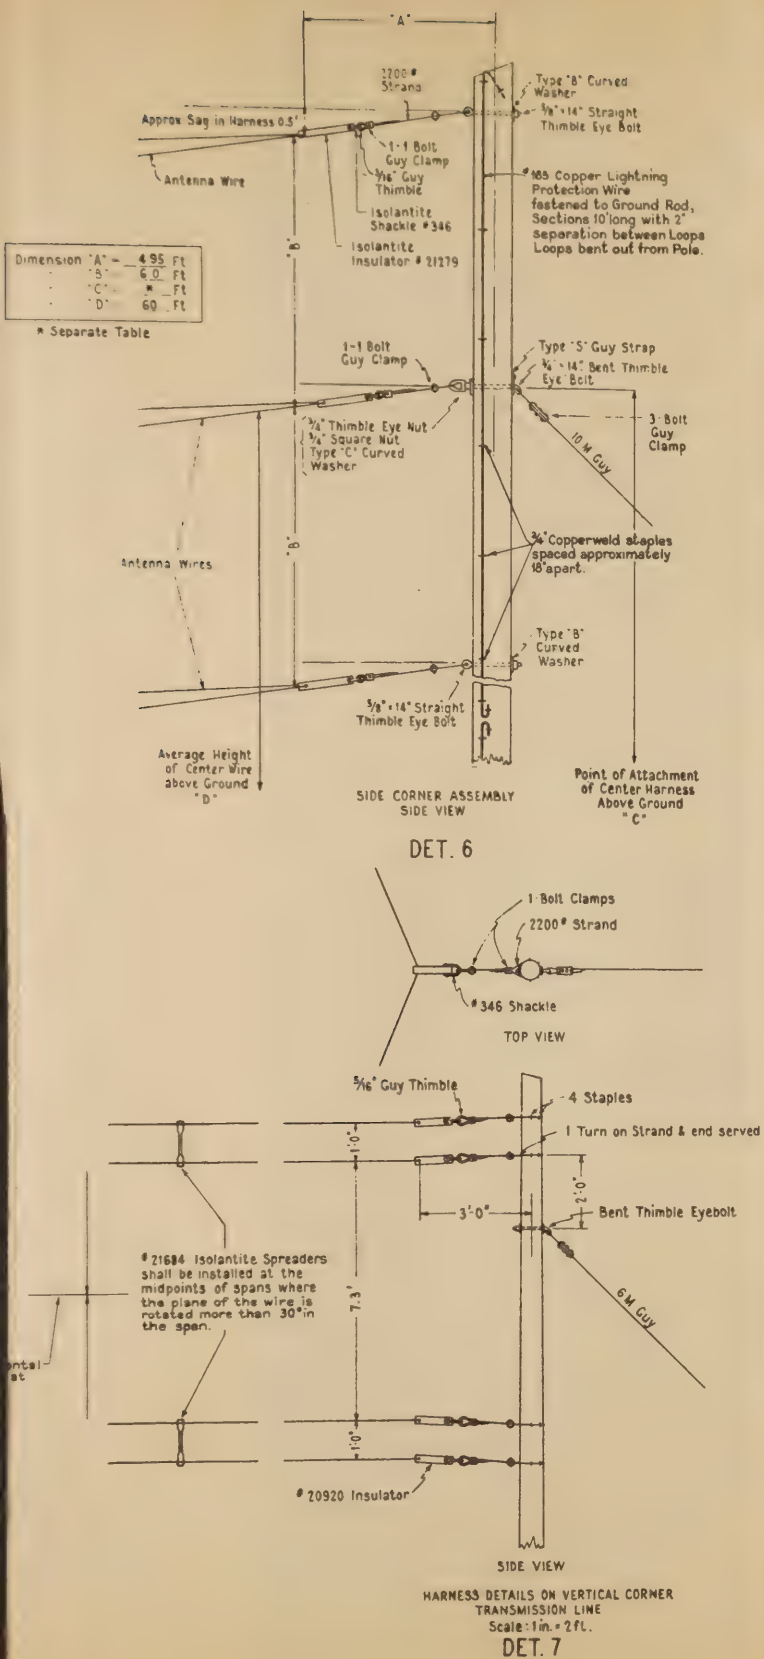 "A"
2200# Strand
Type "B" Curved
Washer
5/8" × 14" Straight
Thimble Eye Bolt
Approx Sag in Harness 0.5'
1-1 Bolt
Guy Clamp
5/16" Guy
Thimble
Antenna Wire
Isolantite
Shackle #346
Isolantite
Insulator #21279
#165 Copper Lightning
Protection Wire
fastened to Ground Rod,
Sections 10' long with 2"
separation between Loops
Loops bent out from Pole.
"B"
Dimension "A" - 4.95 Ft
" "B" 6.0 Ft
" "C" - * Ft
" "D" 60 Ft
* Separate Table
1-1 Bolt
Guy Clamp
Type "S" Guy Strap
3/4" × 14" Bent Thimble
Eye Bolt
3/4" Thimble Eye Nut
3/4" Square Nut
Type "C" Curved
Washer
3-Bolt
Guy
Clamp
10 M Guy
"B"
Antenna Wires
3/4" Copperweld staples
spaced approximately
18" apart.
Type "B"
Curved
Washer
5/8" × 14" Straight
Thimble Eye Bolt
Average Height
of Center Wire
above Ground
"D"
Point of Attachment
of Center Harness
Above Ground
"C"
SIDE CORNER ASSEMBLY
SIDE VIEW
DET. 6
1-Bolt Clamps
2200# Strand
#346 Shackle
TOP VIEW
5/16" Guy Thimble
4 Staples
1 Turn on Strand & end served
1'-0"
2'-0"
3'-0"
Bent Thimble Eyebolt
#21684 Isolantite Spreaders
shall be installed at the
midpoints of spans where
the plane of the wire is
rotated more than 30° in
the span.
7.3'
6 M Guy
ontal
at
1'-0"
#20920 Insulator
SIDE VIEW
HARNESS DETAILS ON VERTICAL CORNER
TRANSMISSION LINE
Scale: 1 in. = 2 ft.
DET. 7